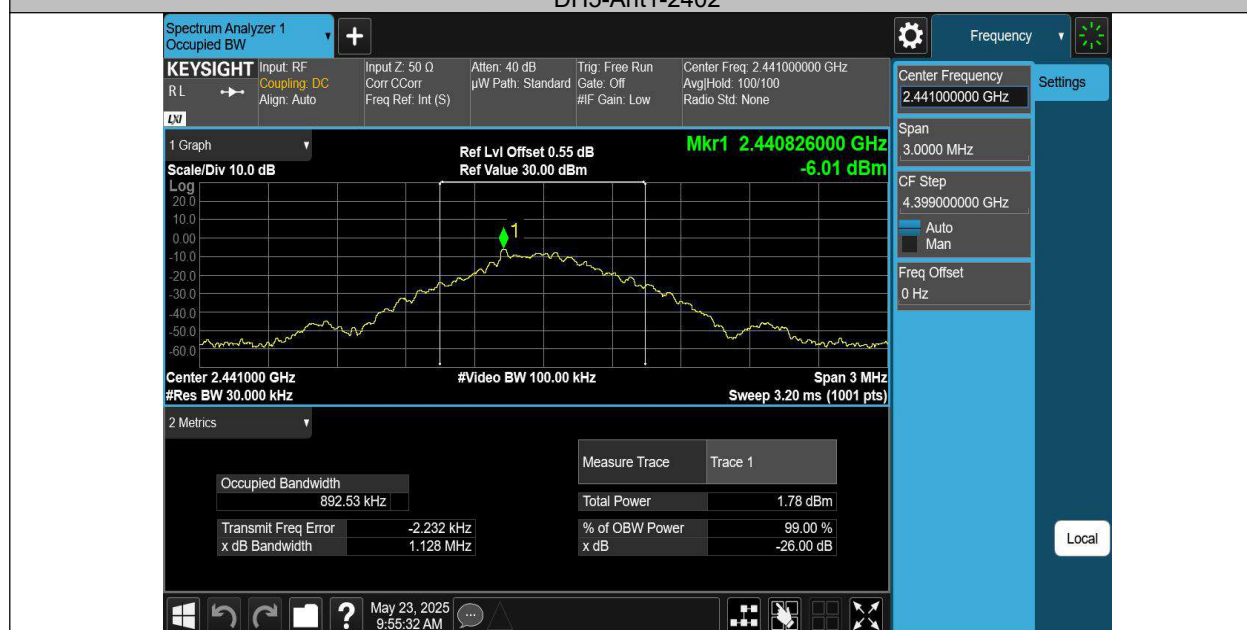 DH5-Ant1-2402
Spectrum Analyzer 1
Occupied BW
+
Frequency
KEYSIGHT
R L
LXI
Input: RF
Coupling: DC
Align: Auto
Input Z: 50 Ω
Corr CCorr
Freq Ref: Int (S)
Atten: 40 dB
µW Path: Standard
Trig: Free Run
Gate: Off
#IF Gain: Low
Center Freq: 2.441000000 GHz
Avg|Hold: 100/100
Radio Std: None
Center Frequency
2.441000000 GHz
Settings
Span
3.0000 MHz
CF Step
4.399000000 GHz
Auto
Man
Freq Offset
0 Hz
Local
1 Graph
Scale/Div 10.0 dB
Ref Lvl Offset 0.55 dB
Ref Value 30.00 dBm
Mkr1 2.440826000 GHz
-6.01 dBm
Log
20.0
10.0
0.00
-10.0
-20.0
-30.0
-40.0
-50.0
-60.0
1
Center 2.441000 GHz
#Video BW 100.00 kHz
Span 3 MHz
#Res BW 30.000 kHz
Sweep 3.20 ms (1001 pts)
2 Metrics
Measure Trace Trace 1
Occupied Bandwidth
892.53 kHz
Total Power 1.78 dBm
Transmit Freq Error -2.232 kHz
% of OBW Power 99.00 %
x dB Bandwidth 1.128 MHz
x dB -26.00 dB
?
May 23, 2025
9:55:32 AM